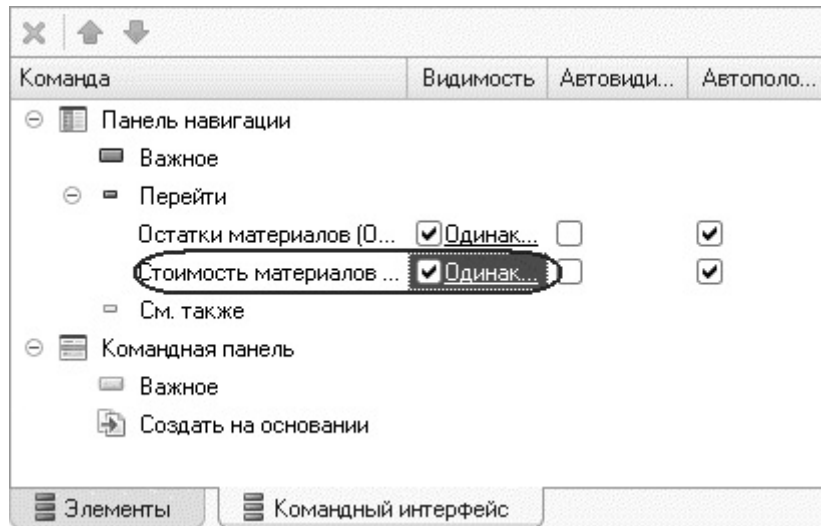 Команда Видимость Автовиди... Автополо...
Панель навигации
Важное
Перейти
Остатки материалов (О... Одинак...
Стоимость материалов ... Одинак...
См. также
Командная панель
Важное
Создать на основании
Элементы Командный интерфейс